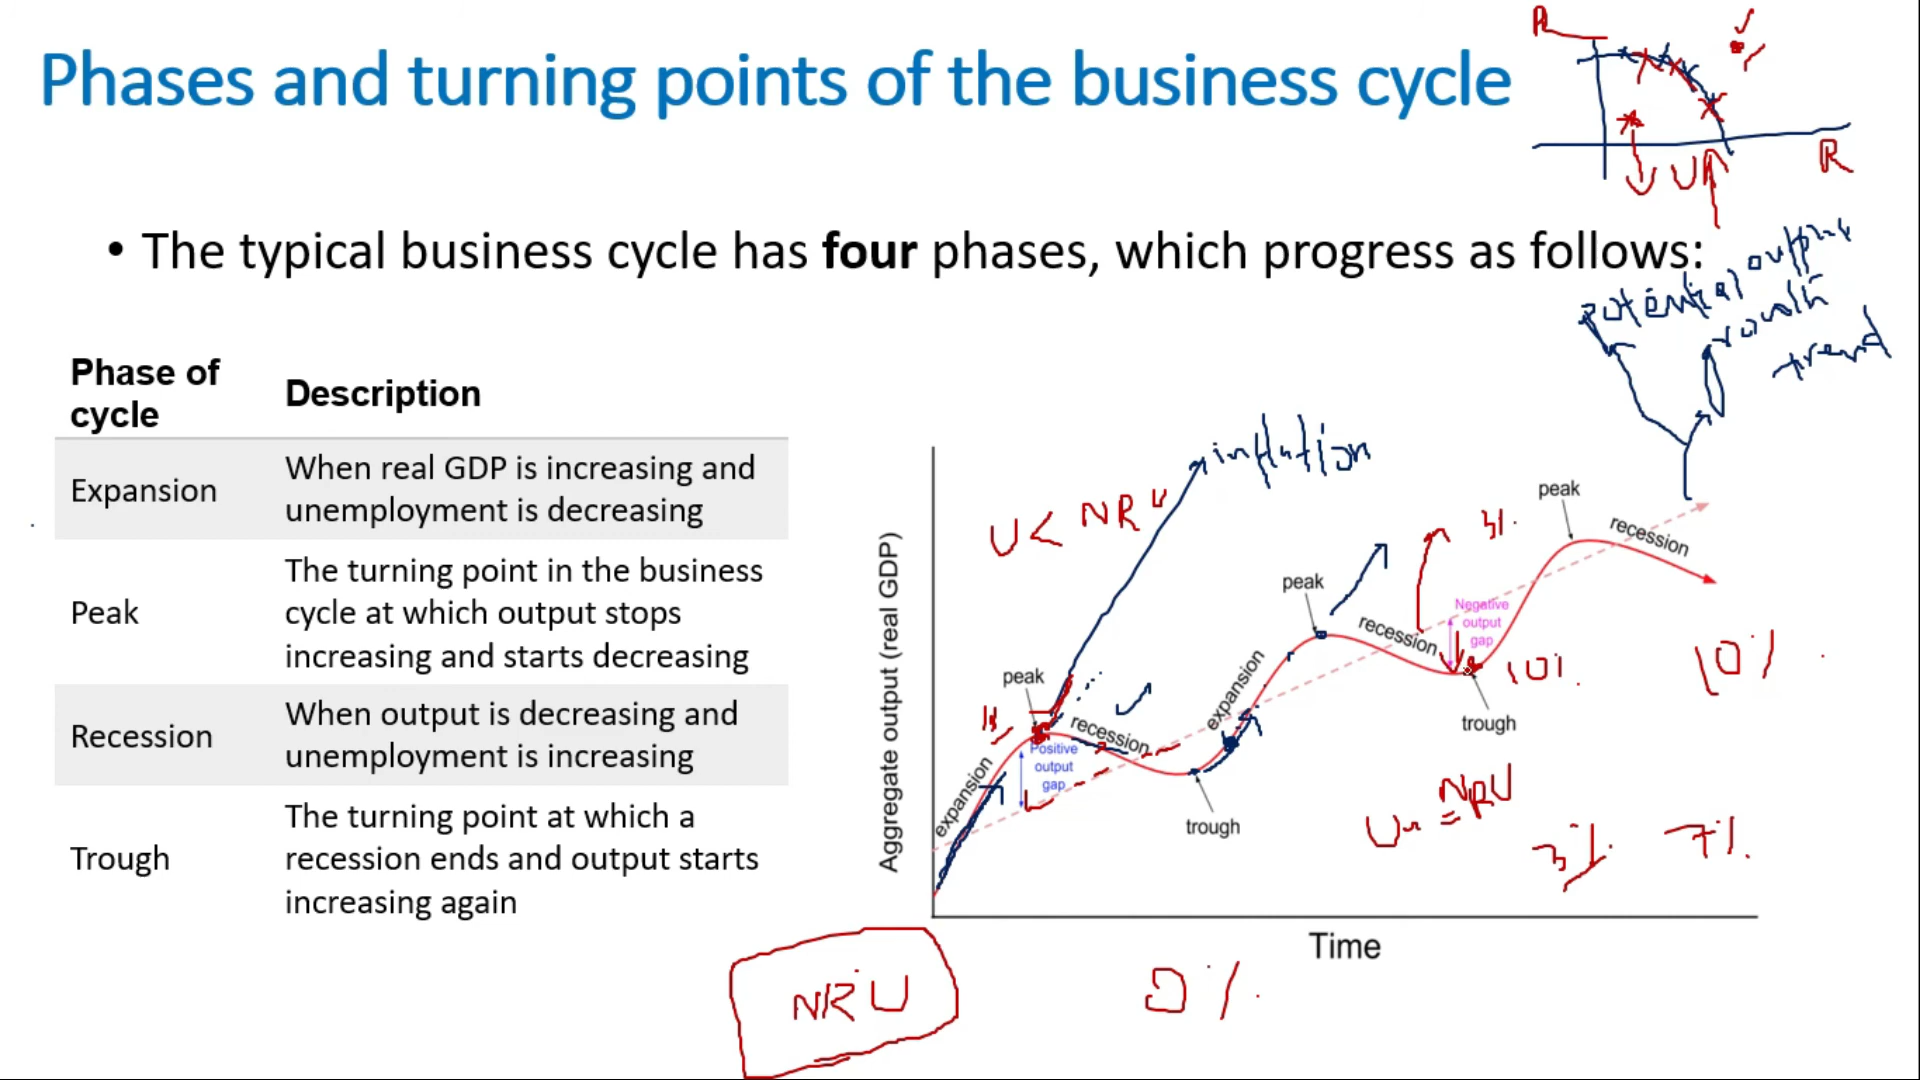 Phases and turning points of the business cycle
R
R
U
• The typical business cycle has four phases, which progress as follows:
potential output
growth
trend
Phase of cycle
Description
Expansion
When real GDP is increasing and
unemployment is decreasing
Peak
The turning point in the business
cycle at which output stops
increasing and starts decreasing
Recession
When output is decreasing and
unemployment is increasing
Trough
The turning point at which a
recession ends and output starts
increasing again
inflation
U < NRU
3%
peak
recession
peak
recession
Negative
output
gap
10%
10%
peak
recession
expansion
trough
Positive
output
gap
expansion
trough
Aggregate output (real GDP)
Time
U = NRU
3%
7%
NRU
0%